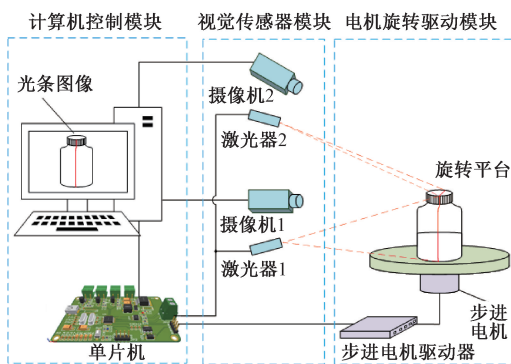 计算机控制模块
视觉传感器模块
电机旋转驱动模块
光条图像
摄像机2
激光器2
旋转平台
摄像机1
激光器1
步进
电机
单片机
步进电机驱动器